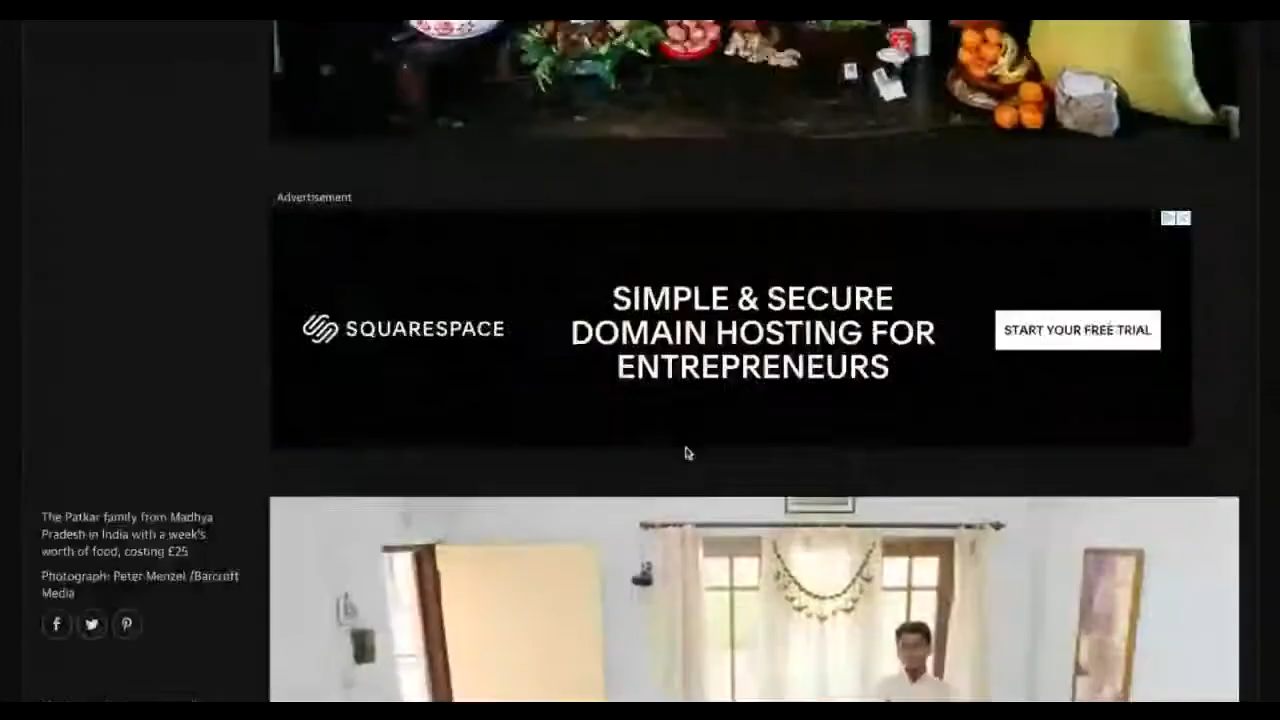 Advertisement
SQUARESPACE
SIMPLE & SECURE
DOMAIN HOSTING FOR
ENTREPRENEURS
START YOUR FREE TRIAL
The Patkar family from Madhya
Pradesh in India with a week's
worth of food, costing £25
Photograph: Peter Menzel /Barcroft
Media